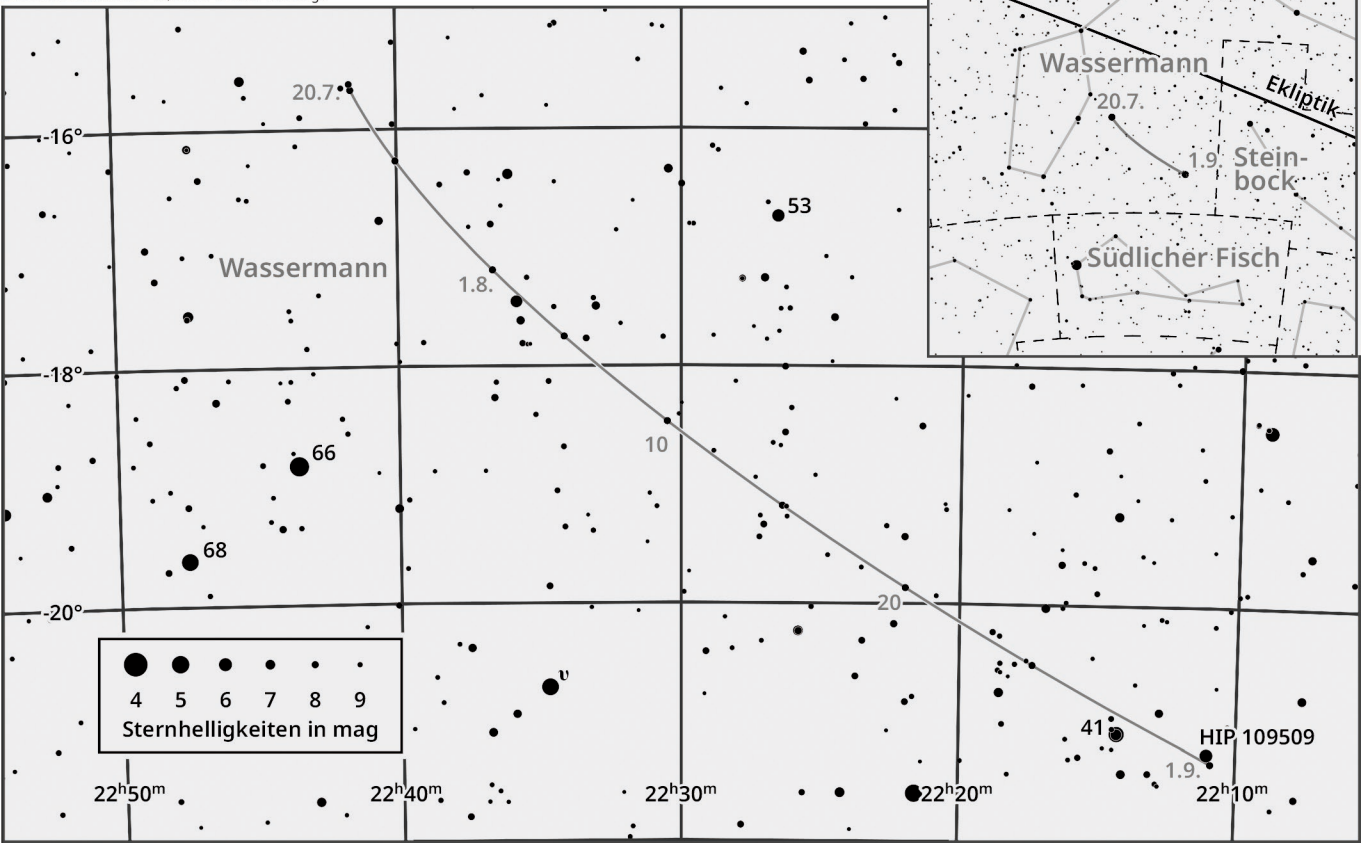 20.7.
Wassermann
20.7.
Ekliptik
-16°
1.9.
Stein-
bock
53
Südlicher Fisch
Wassermann
1.8.
-18°
10
66
68
20
-20°
υ
4 5 6 7 8 9
Sternhelligkeiten in mag
41
HIP 109509
1.9.
22ʰ50ᵐ 22ʰ40ᵐ 22ʰ30ᵐ 22ʰ20ᵐ 22ʰ10ᵐ